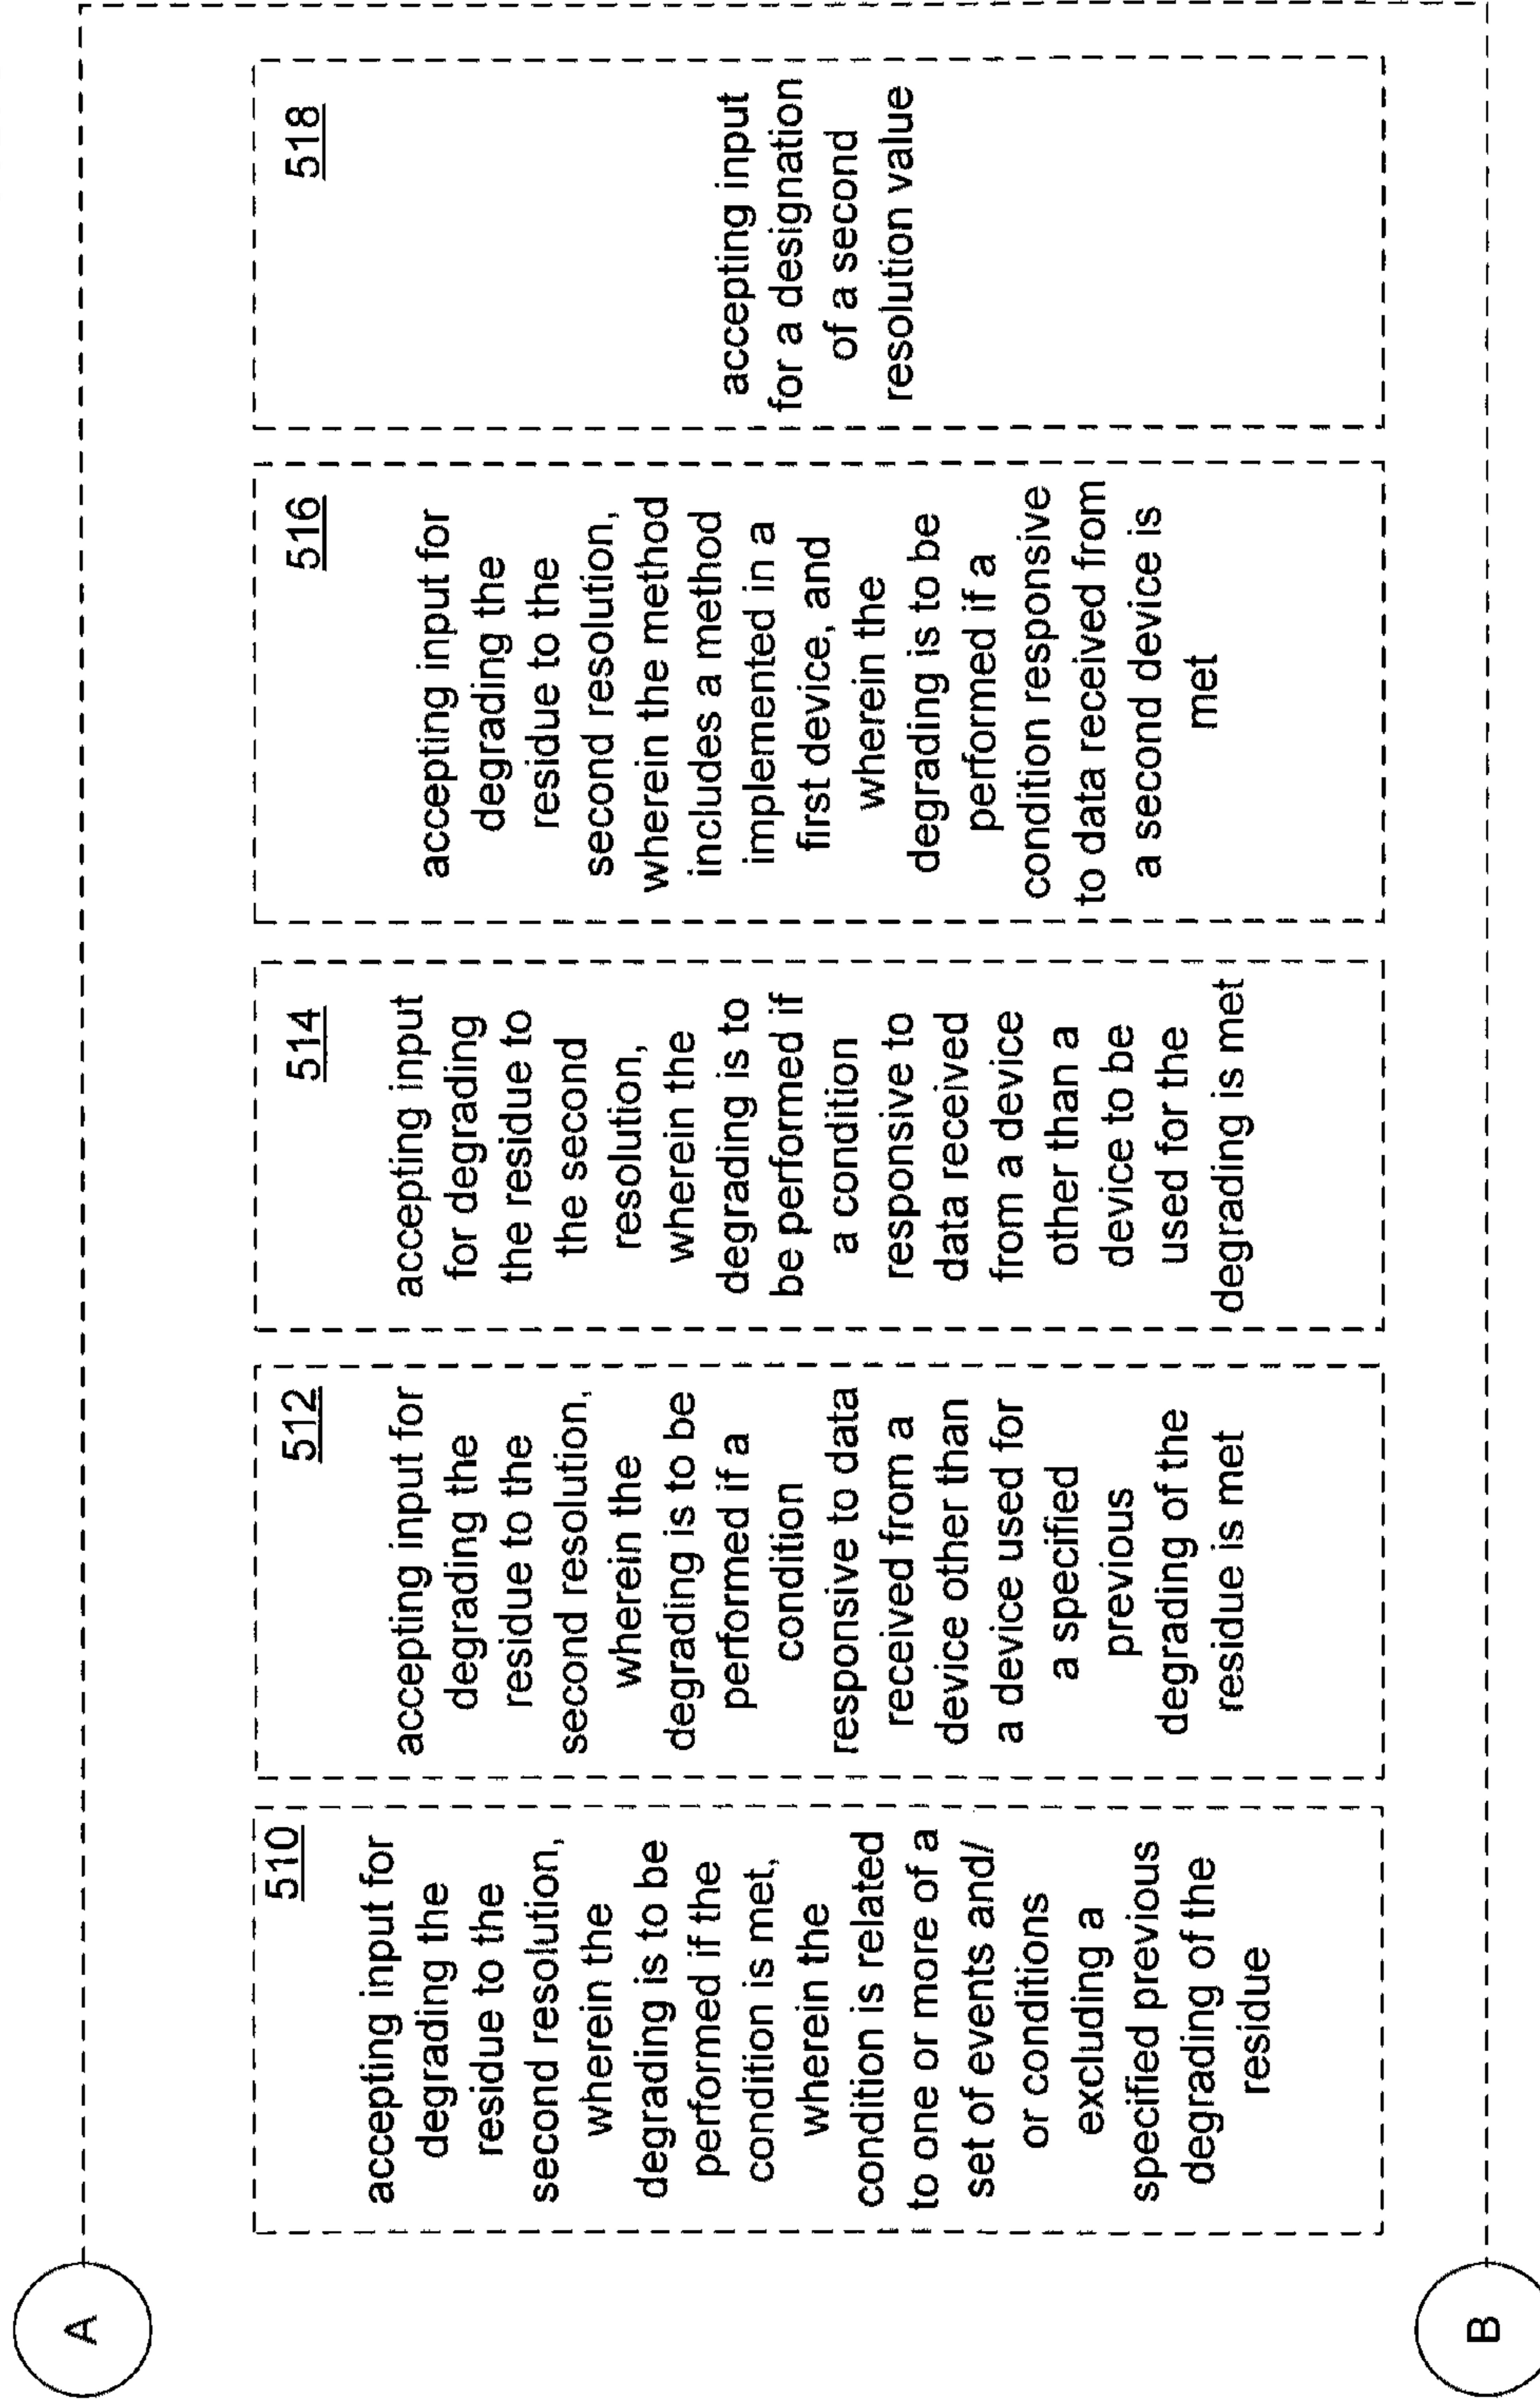 A
510
accepting input for
degrading the
residue to the
second resolution,
wherein the
degrading is to be
performed if the
condition is met,
wherein the
condition is related
to one or more of a
set of events and/
or conditions
excluding a
specified previous
degrading of the
residue
512
accepting input for
degrading the
residue to the
second resolution,
wherein the
degrading is to be
performed if a
condition
responsive to data
received from a
device other than
a device used for
a specified
previous
degrading of the
residue is met
514
accepting input
for degrading
the residue to
the second
resolution,
wherein the
degrading is to
be performed if
a condition
responsive to
data received
from a device
other than a
device to be
used for the
degrading is met
516
accepting input for
degrading the
residue to the
second resolution,
wherein the method
includes a method
implemented in a
first device, and
wherein the
degrading is to be
performed if a
condition responsive
to data received from
a second device is
met
518
accepting input
for a designation
of a second
resolution value
B